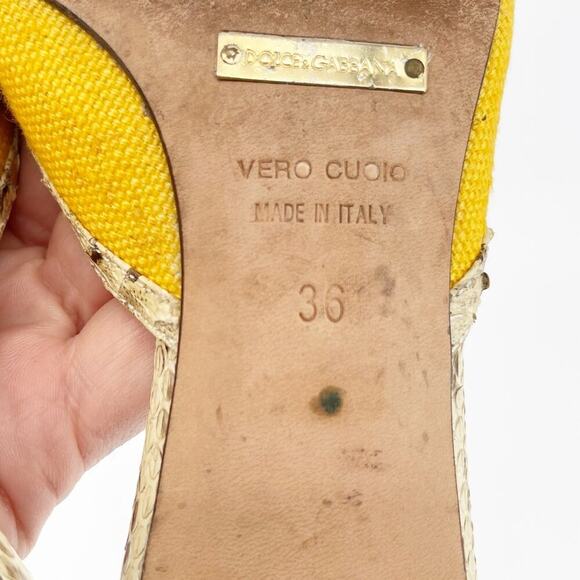 DOLCE & GABBANA
VERO CUOIO
MADE IN ITALY
36